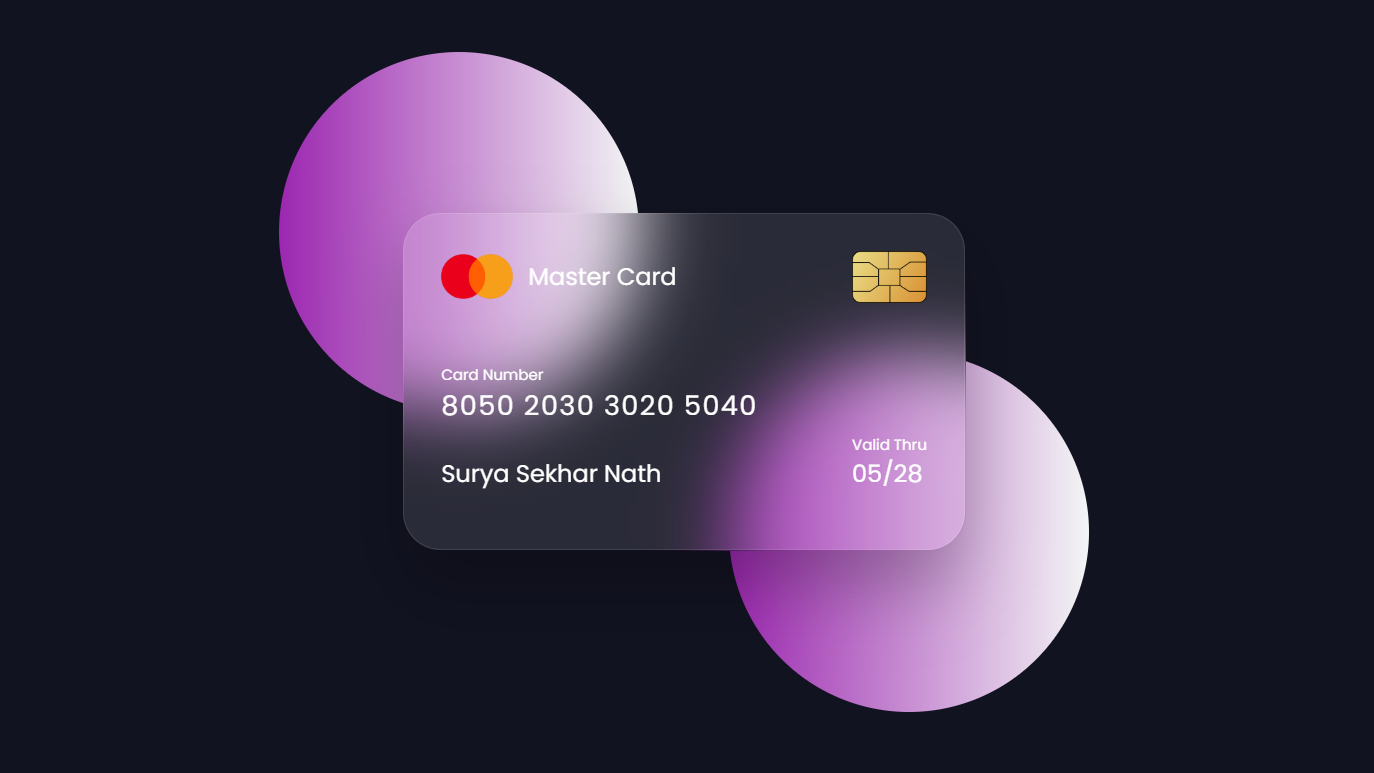 Master Card
Card Number
8050 2030 3020 5040
Valid Thru
Surya Sekhar Nath
05/28